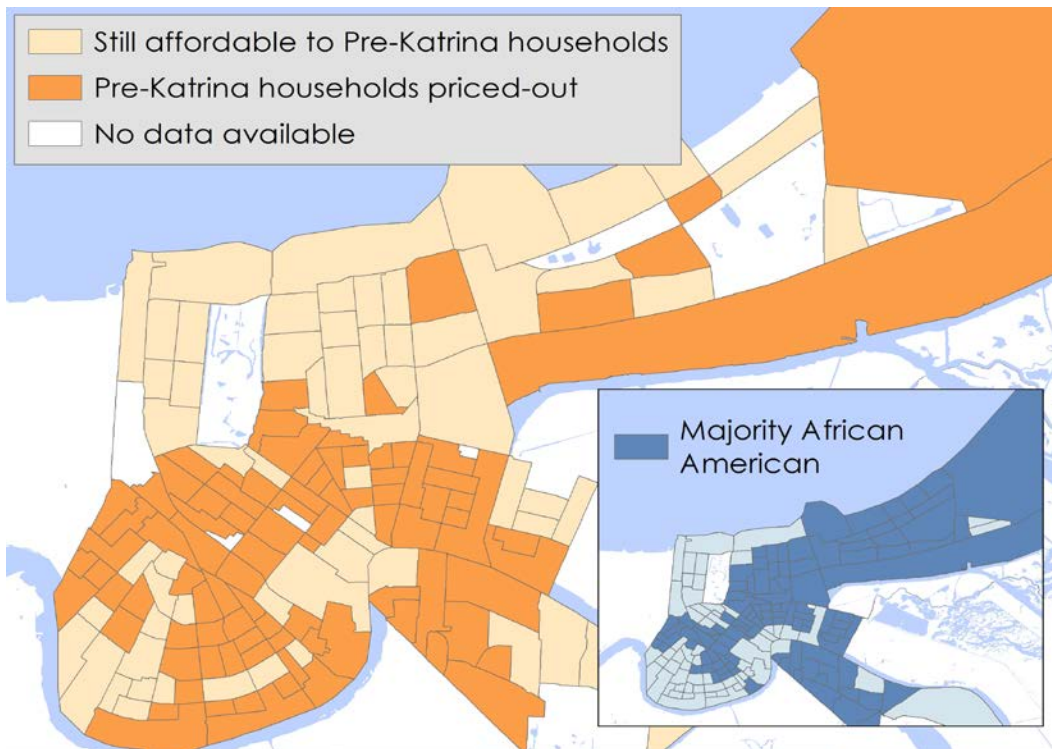 Still affordable to Pre-Katrina households
Pre-Katrina households priced-out
No data available
Majority African
American